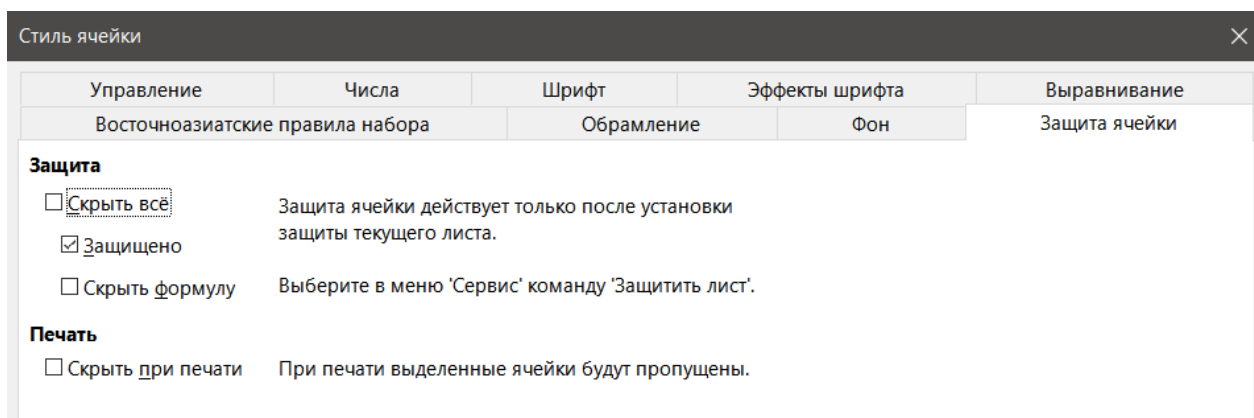 Стиль ячейки
Управление Числа Шрифт Эффекты шрифта Выравнивание
Восточноазиатские правила набора Обрамление Фон Защита ячейки
Защита
Скрыть всё
Защита ячейки действует только после установки
защиты текущего листа.
Защищено
Скрыть формулу Выберите в меню 'Сервис' команду 'Защитить лист'.
Печать
Скрыть при печати При печати выделенные ячейки будут пропущены.